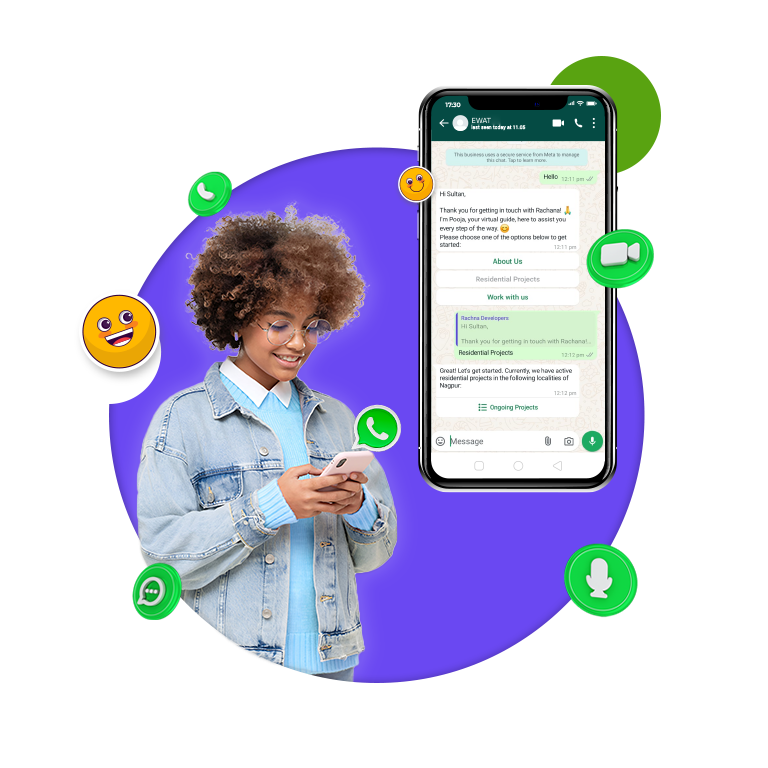 17:30
EWAT
last seen today at 11.05
This business uses a secure service from Meta to manage
this chat. Tap to learn more.
Hello 12:11 pm
Hi Sultan,
Thank you for getting in touch with Rachana! 🙏
I'm Pooja, your virtual guide, here to assist you
every step of the way. 😊
Please choose one of the options below to get
started:
12:11 pm
About Us
Residential Projects
Work with us
Rachna Developers
Hi Sultan,
Thank you for getting in touch with Rachana!..
Residential Projects
12:12 pm
Great! Let's get started. Currently, we have active
residential projects in the following localities of
Nagpur:
12:12 pm
Ongoing Projects
Message